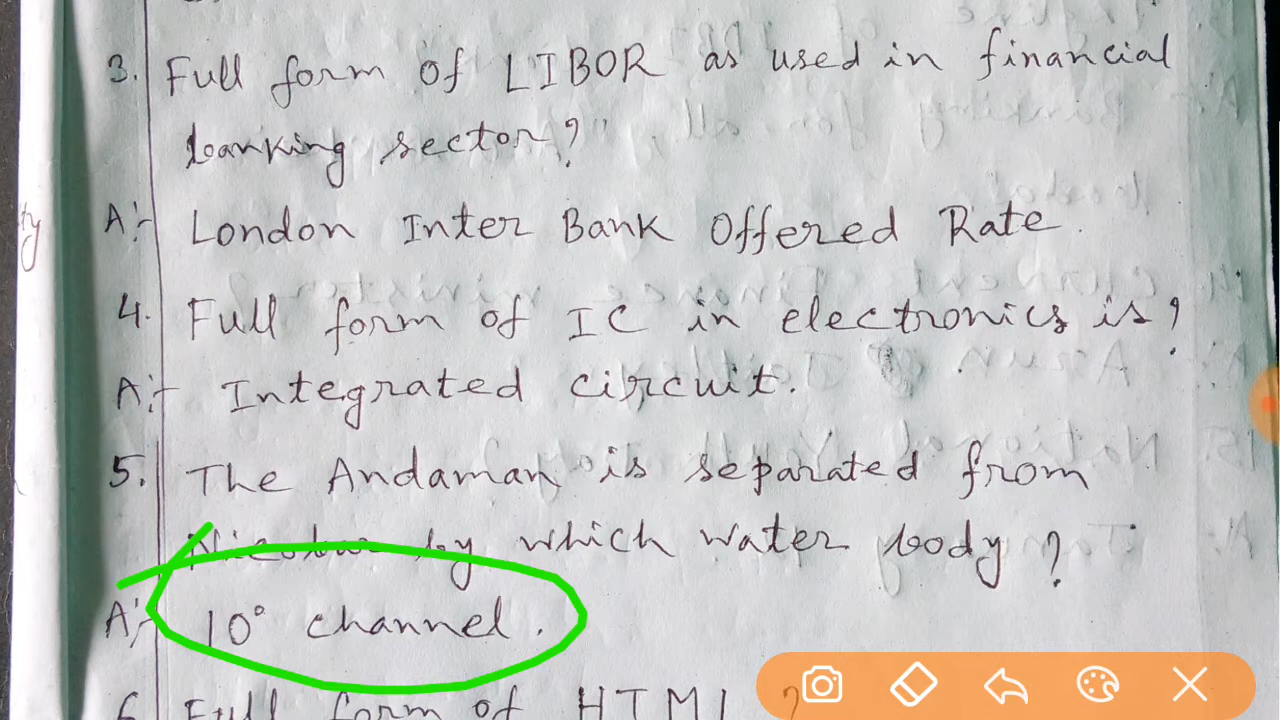 3. Full form of LIBOR as used in financial
banking sector?
A:- London Inter Bank Offered Rate.
4. Full form of IC in electronics is?
A:- Integrated circuit.
5. The Andaman is separated from
Nicobar by which water body?
A:- 10° channel.
6 Full form of HTML ?